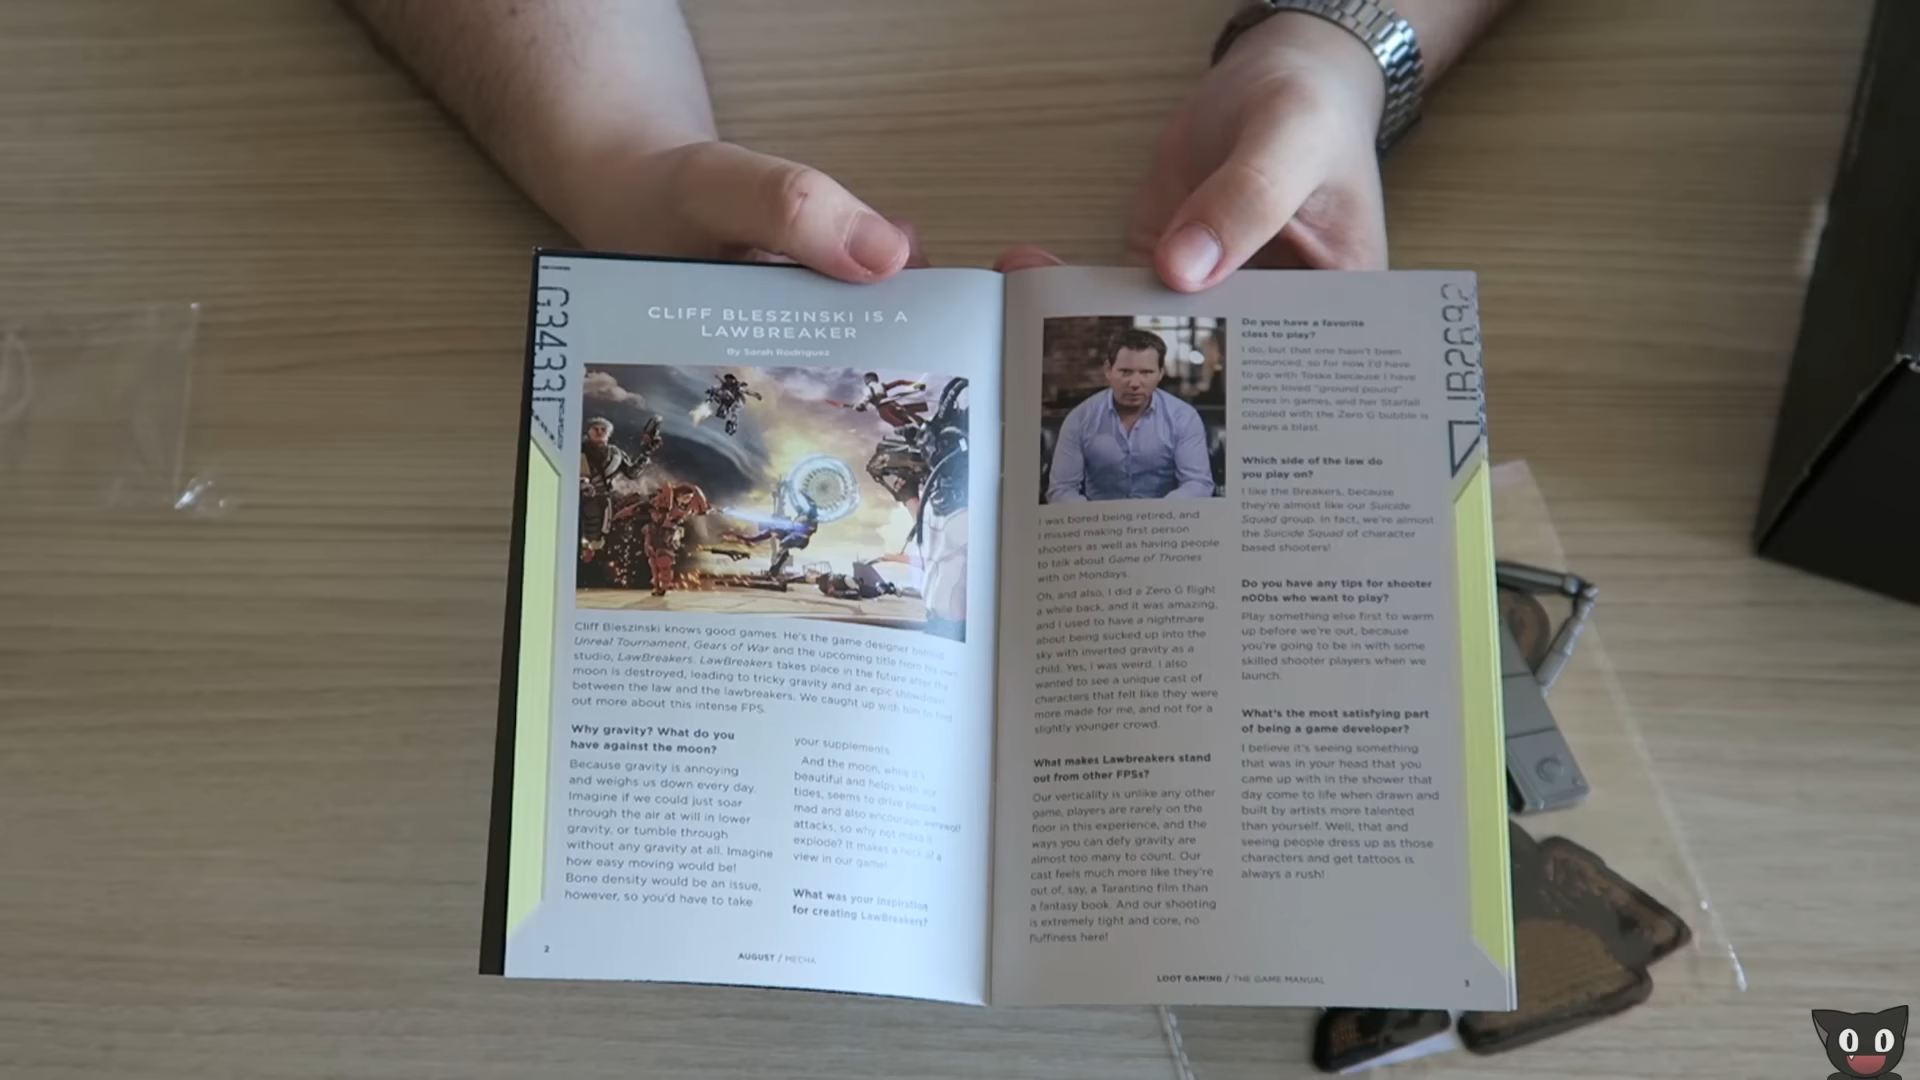 CLIFF BLESZINSKI IS A
LAWBREAKER
By Sarah Rodriguez
Cliff Bleszinski knows good games. He's the game designer behind
Unreal Tournament, Gears of War and the upcoming title from his own
studio, LawBreakers. LawBreakers takes place in the future after the
moon is destroyed, leading to tricky gravity and an epic showdown
between the law and the lawbreakers. We caught up with him to find
out more about this intense FPS.
Why gravity? What do you
have against the moon?
Because gravity is annoying
and weighs us down every day.
Imagine if we could just soar
through the air at will in lower
gravity, or tumble through
without any gravity at all. Imagine
how easy moving would be!
Bone density would be an issue,
however, so you'd have to take
your supplements.
And the moon, while it's
beautiful and helps with our
tides, seems to drive people
mad and also encourage werewolf
attacks, so why not make it
explode? It makes a heck of a
view in our game!
What was your inspiration
for creating LawBreakers?
2
AUGUST / MECHA
I was bored being retired, and
I missed making first person
shooters as well as having people
to talk about Game of Thrones
with on Mondays.
Oh, and also, I did a Zero G flight
a while back, and it was amazing,
and I used to have a nightmare
about being sucked up into the
sky with inverted gravity as a
child. Yes, I was weird. I also
wanted to see a unique cast of
characters that felt like they were
more made for me, and not for a
slightly younger crowd.
What makes Lawbreakers stand
out from other FPSs?
Our verticality is unlike any other
game, players are rarely on the
floor in this experience, and the
ways you can defy gravity are
almost too many to count. Our
cast feels much more like they're
out of, say, a Tarantino film than
a fantasy book. And our shooting
is extremely tight and core, no
fluffiness here!
Do you have a favorite
class to play?
I do, but that one hasn't been
announced, so for now I'd have
to go with Toska because I have
always loved "ground pound"
moves in games, and her Starfall
coupled with the Zero G bubble is
always a blast.
Which side of the law do
you play on?
I like the Breakers, because
they're almost like our Suicide
Squad group. In fact, we're almost
the Suicide Squad of character
based shooters!
Do you have any tips for shooter
n00bs who want to play?
Play something else first to warm
up before we're out, because
you're going to be in with some
skilled shooter players when we
launch.
What's the most satisfying part
of being a game developer?
I believe it's seeing something
that was in your head that you
came up with in the shower that
day come to life when drawn and
built by artists more talented
than yourself. Well, that and
seeing people dress up as those
characters and get tattoos is
always a rush!
LOOT GAMING / THE GAME MANUAL
3